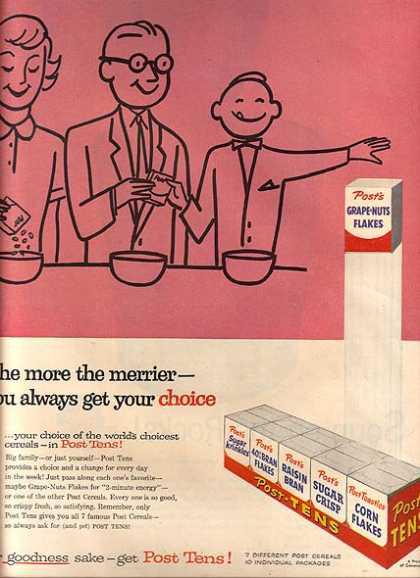 Post's
GRAPE-NUTS
FLAKES
he more the merrier—
ou always get your choice
...your choice of the world's choicest
cereals—in Post Tens!
Big family—or just yourself—Post Tens
provides a choice and a change for every day
in the week! Just pass along each one's favorite—
maybe Grape-Nuts Flakes for "2-minute energy"—
or one of the other Post Cereals. Every one is so good,
so crisply fresh, so satisfying. Remember, only
Post Tens gives you all 7 famous Post Cereals—
so always ask for (and get) POST TENS!
Post's
Sugar
Krinkles
Post's
40% BRAN
FLAKES
Post's
RAISIN
BRAN
Post's
SUGAR
CRISP
Post Toasties
CORN
FLAKES
Post-TENS
Post
TENS
r goodness sake—get Post Tens!
7 DIFFERENT POST CEREALS
10 INDIVIDUAL PACKAGES